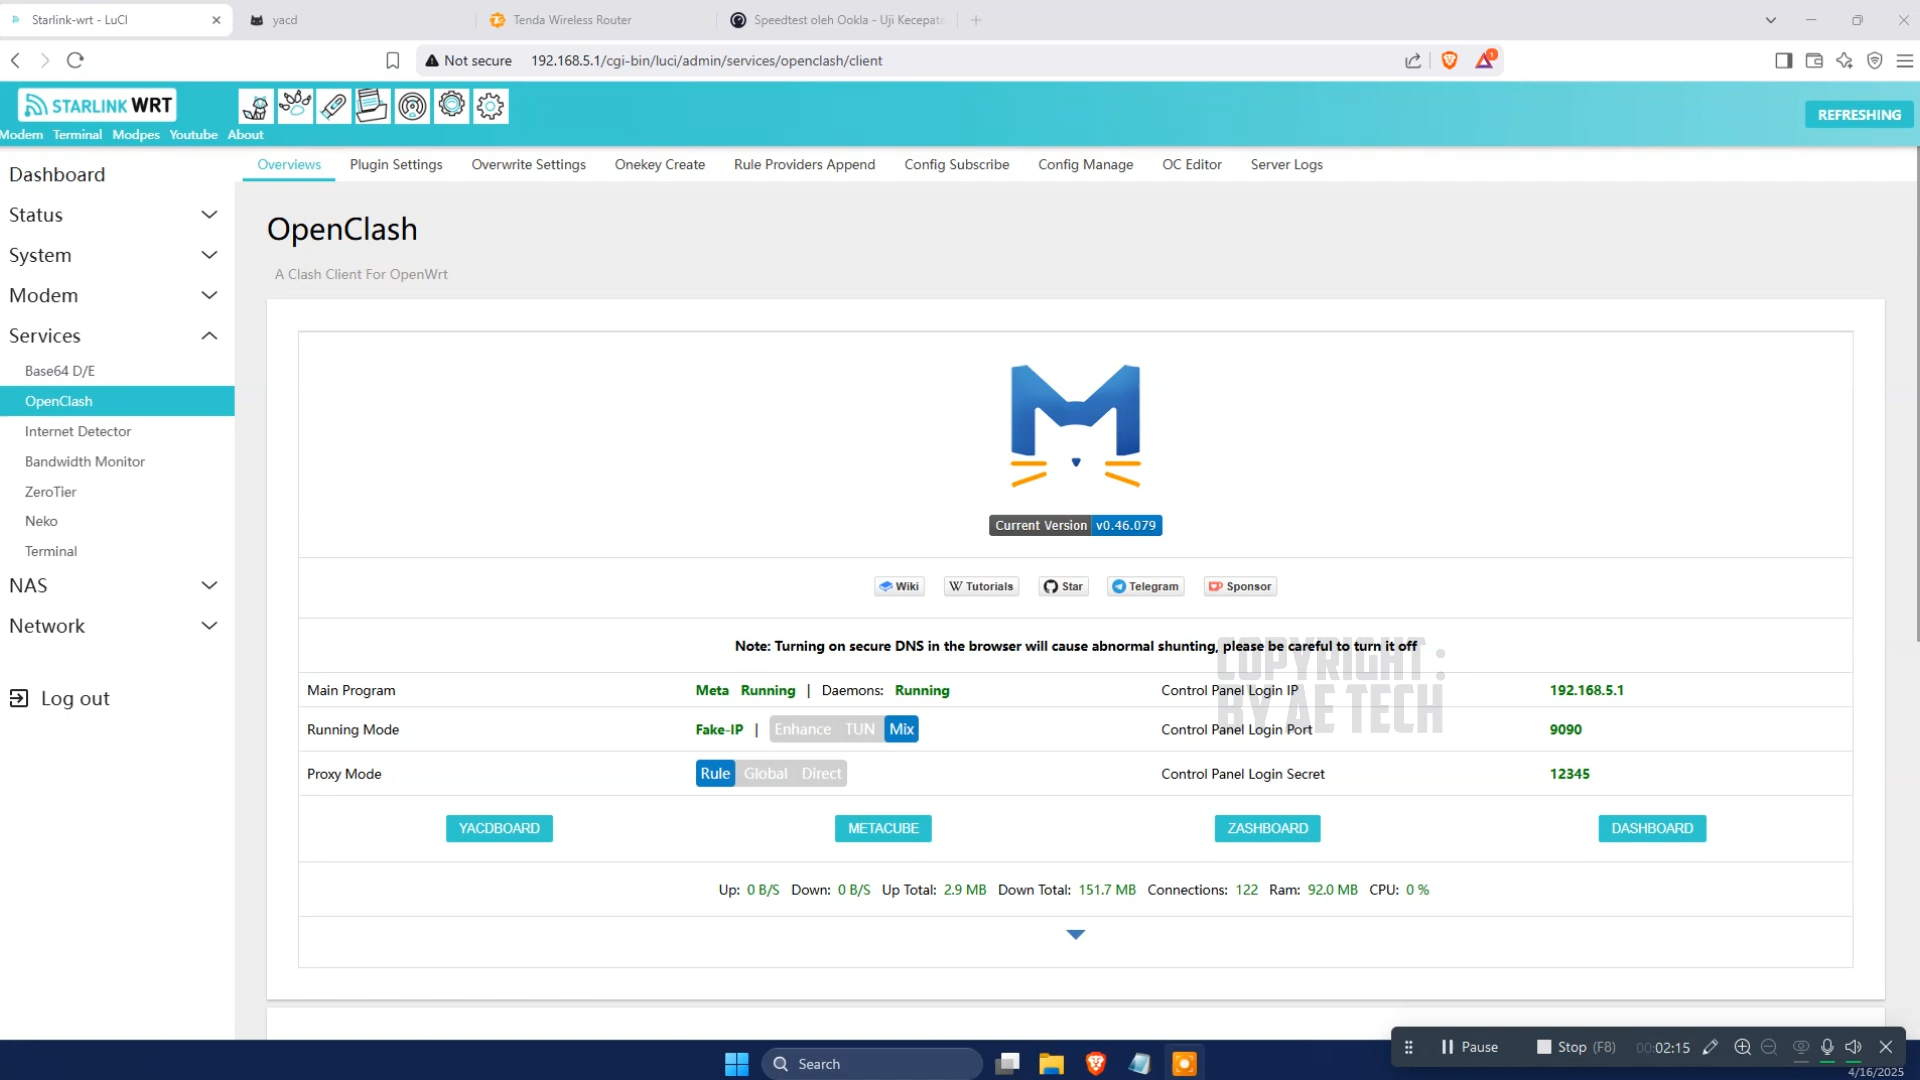 Starlink-wrt - LuCI
yacd
Tenda Wireless Router
Speedtest oleh Ookla - Uji Kecepat
Not secure
192.168.5.1/cgi-bin/luci/admin/services/openclash/client
1
STARLINK WRT
REFRESHING
Modem Terminal Modpes Youtube About
Dashboard
Status
System
Modem
Services
Base64 D/E
OpenClash
Internet Detector
Bandwidth Monitor
ZeroTier
Neko
Terminal
NAS
Network
Log out
Overviews
Plugin Settings
Overwrite Settings
Onekey Create
Rule Providers Append
Config Subscribe
Config Manage
OC Editor
Server Logs
OpenClash
A Clash Client For OpenWrt
Current Version v0.46.079
Wiki
Tutorials
Star
Telegram
Sponsor
Note: Turning on secure DNS in the browser will cause abnormal shunting, please be careful to turn it off
COPYRIGHT :
BY AE TECH
Main Program Meta Running | Daemons: Running Control Panel Login IP 192.168.5.1
Running Mode Fake-IP | Enhance TUN Mix Control Panel Login Port 9090
Proxy Mode Rule Global Direct Control Panel Login Secret 12345
YACDBOARD
METACUBE
ZASHBOARD
DASHBOARD
Up: 0 B/S Down: 0 B/S Up Total: 2.9 MB Down Total: 151.7 MB Connections: 122 Ram: 92.0 MB CPU: 0 %
Search
Pause
Stop (F8)
00:02:15
4/16/2025